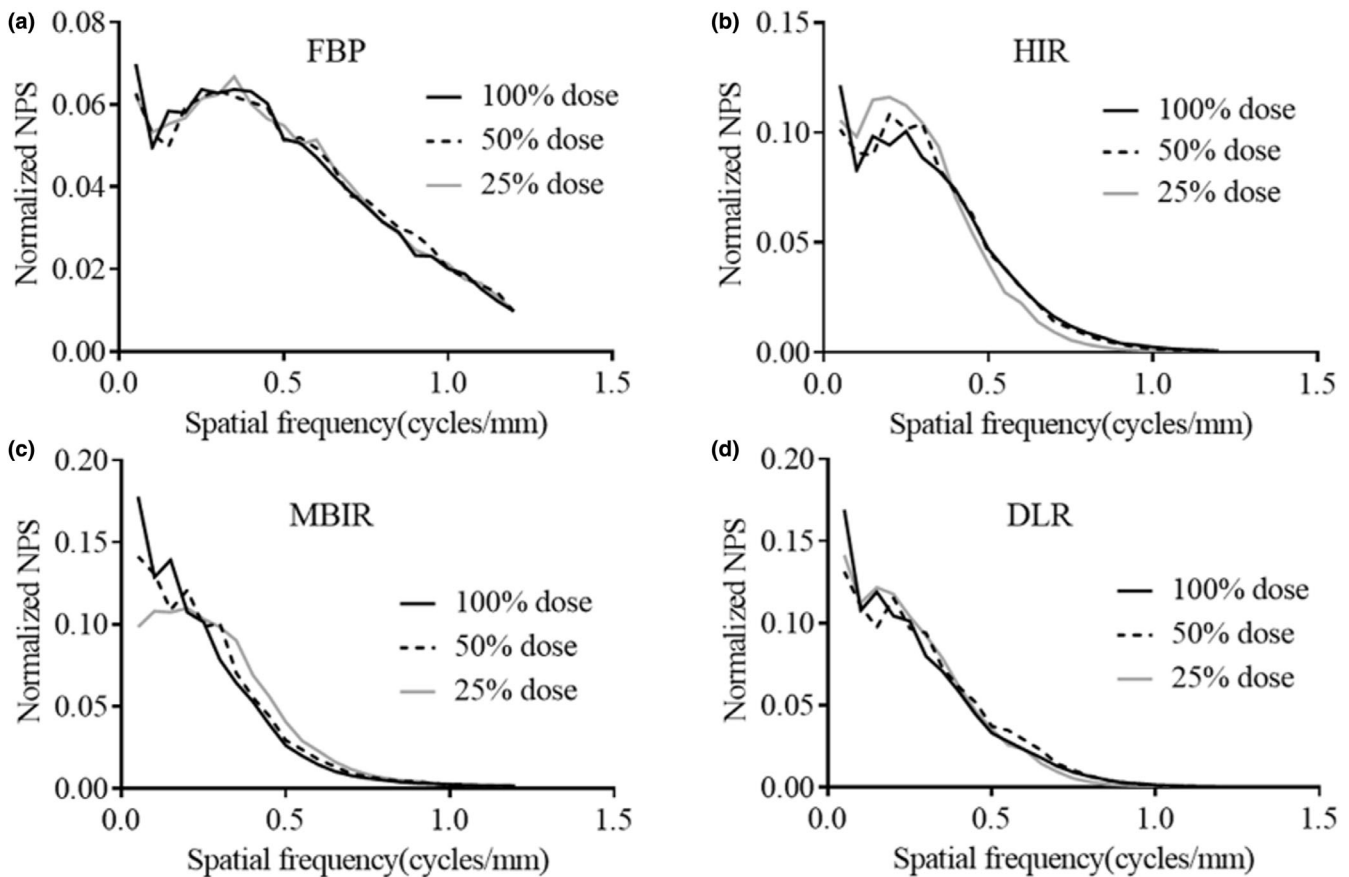 (a)
FBP
100% dose
50% dose
25% dose
Normalized NPS
0.08
0.06
0.04
0.02
0.00
0.0 0.5 1.0 1.5
Spatial frequency(cycles/mm)
(b)
HIR
100% dose
50% dose
25% dose
Normalized NPS
0.15
0.10
0.05
0.00
0.0 0.5 1.0 1.5
Spatial frequency(cycles/mm)
(c)
MBIR
100% dose
50% dose
25% dose
Normalized NPS
0.20
0.15
0.10
0.05
0.00
0.0 0.5 1.0 1.5
Spatial frequency(cycles/mm)
(d)
DLR
100% dose
50% dose
25% dose
Normalized NPS
0.20
0.15
0.10
0.05
0.00
0.0 0.5 1.0 1.5
Spatial frequency(cycles/mm)